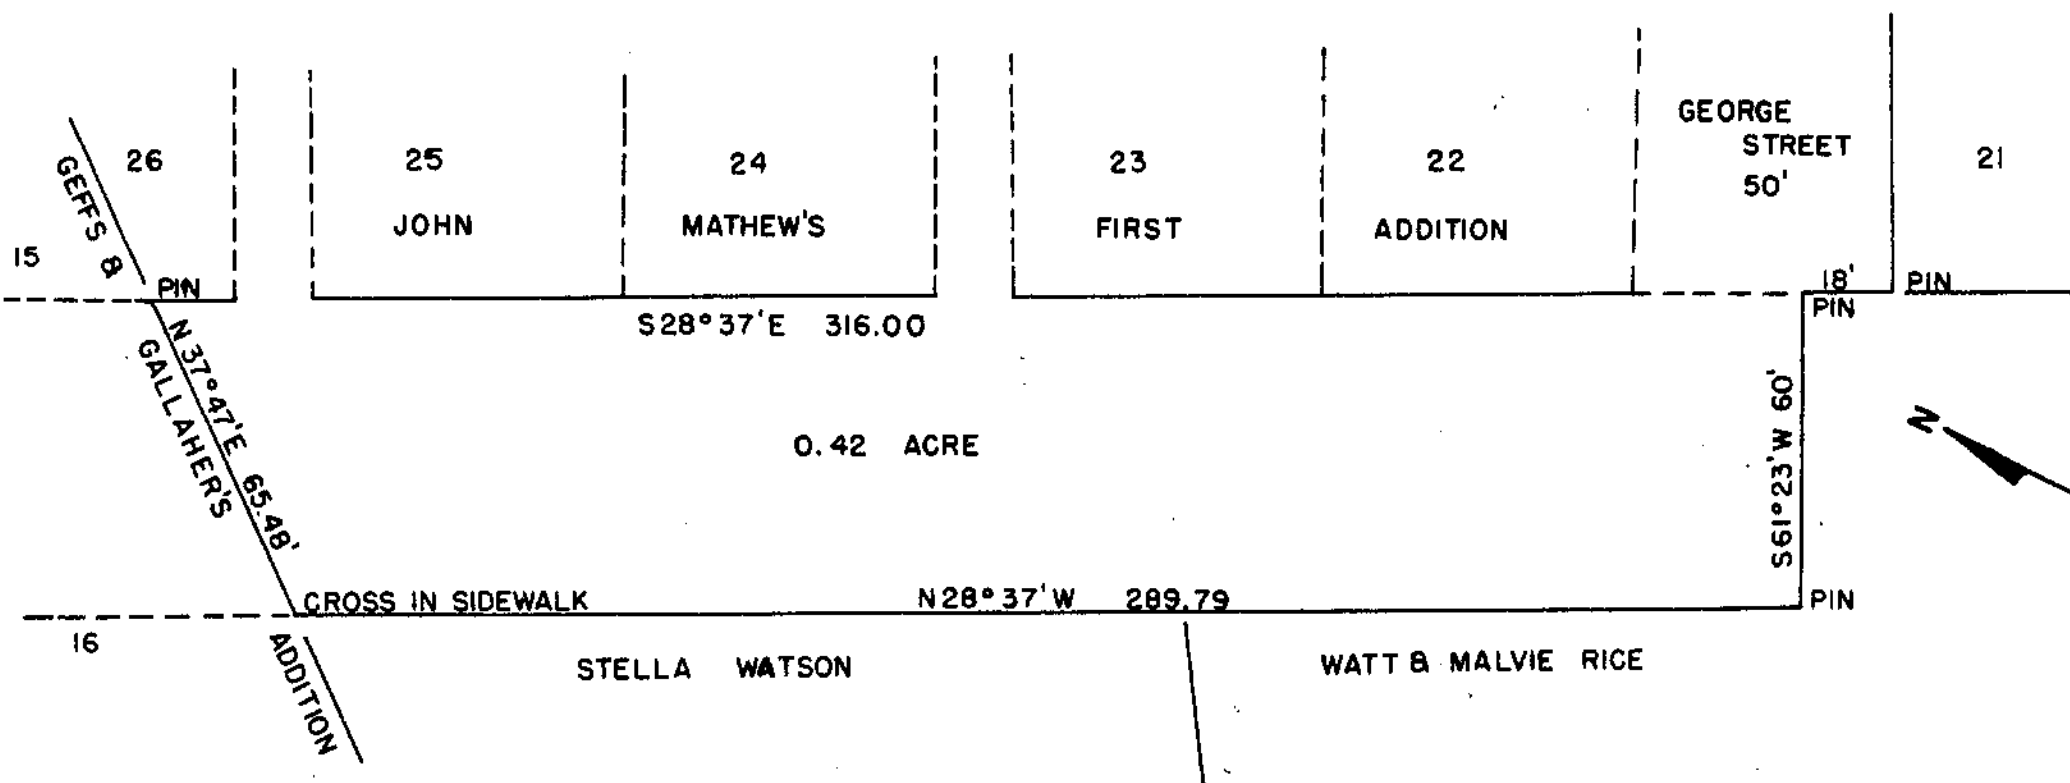 GEORGE
STREET
50'
26
25
24
23
22
21
JOHN MATHEW'S FIRST ADDITION
GEFFS &
15
PIN
18'
PIN
PIN
S28°37'E 316.00
N 37°47'E 65.48'
GALLAHER'S
0.42 ACRE
S61°23'W 60'
N
CROSS IN SIDEWALK
N28°37'W 289.79
PIN
16
ADDITION
STELLA WATSON
WATT & MALVIE RICE